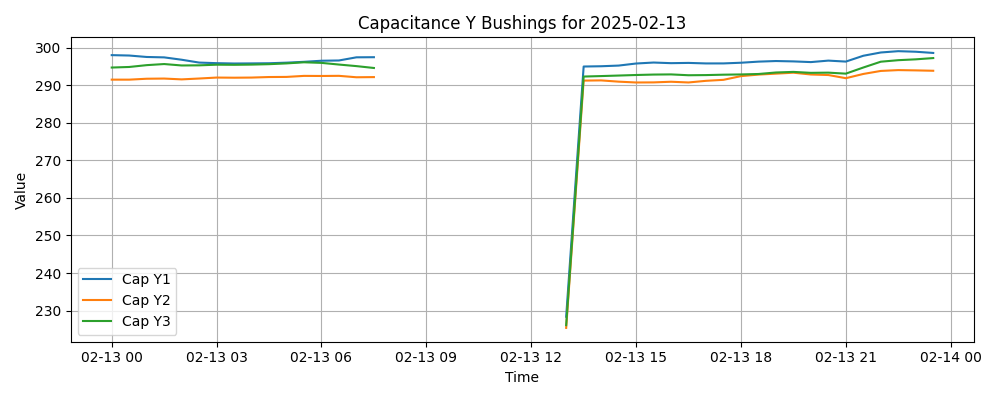 Capacitance Y Bushings for 2025-02-13
Value
300
290
280
270
260
250
240
230
Cap Y1
Cap Y2
Cap Y3
02-13 00 02-13 03 02-13 06 02-13 09 02-13 12 02-13 15 02-13 18 02-13 21 02-14 00
Time